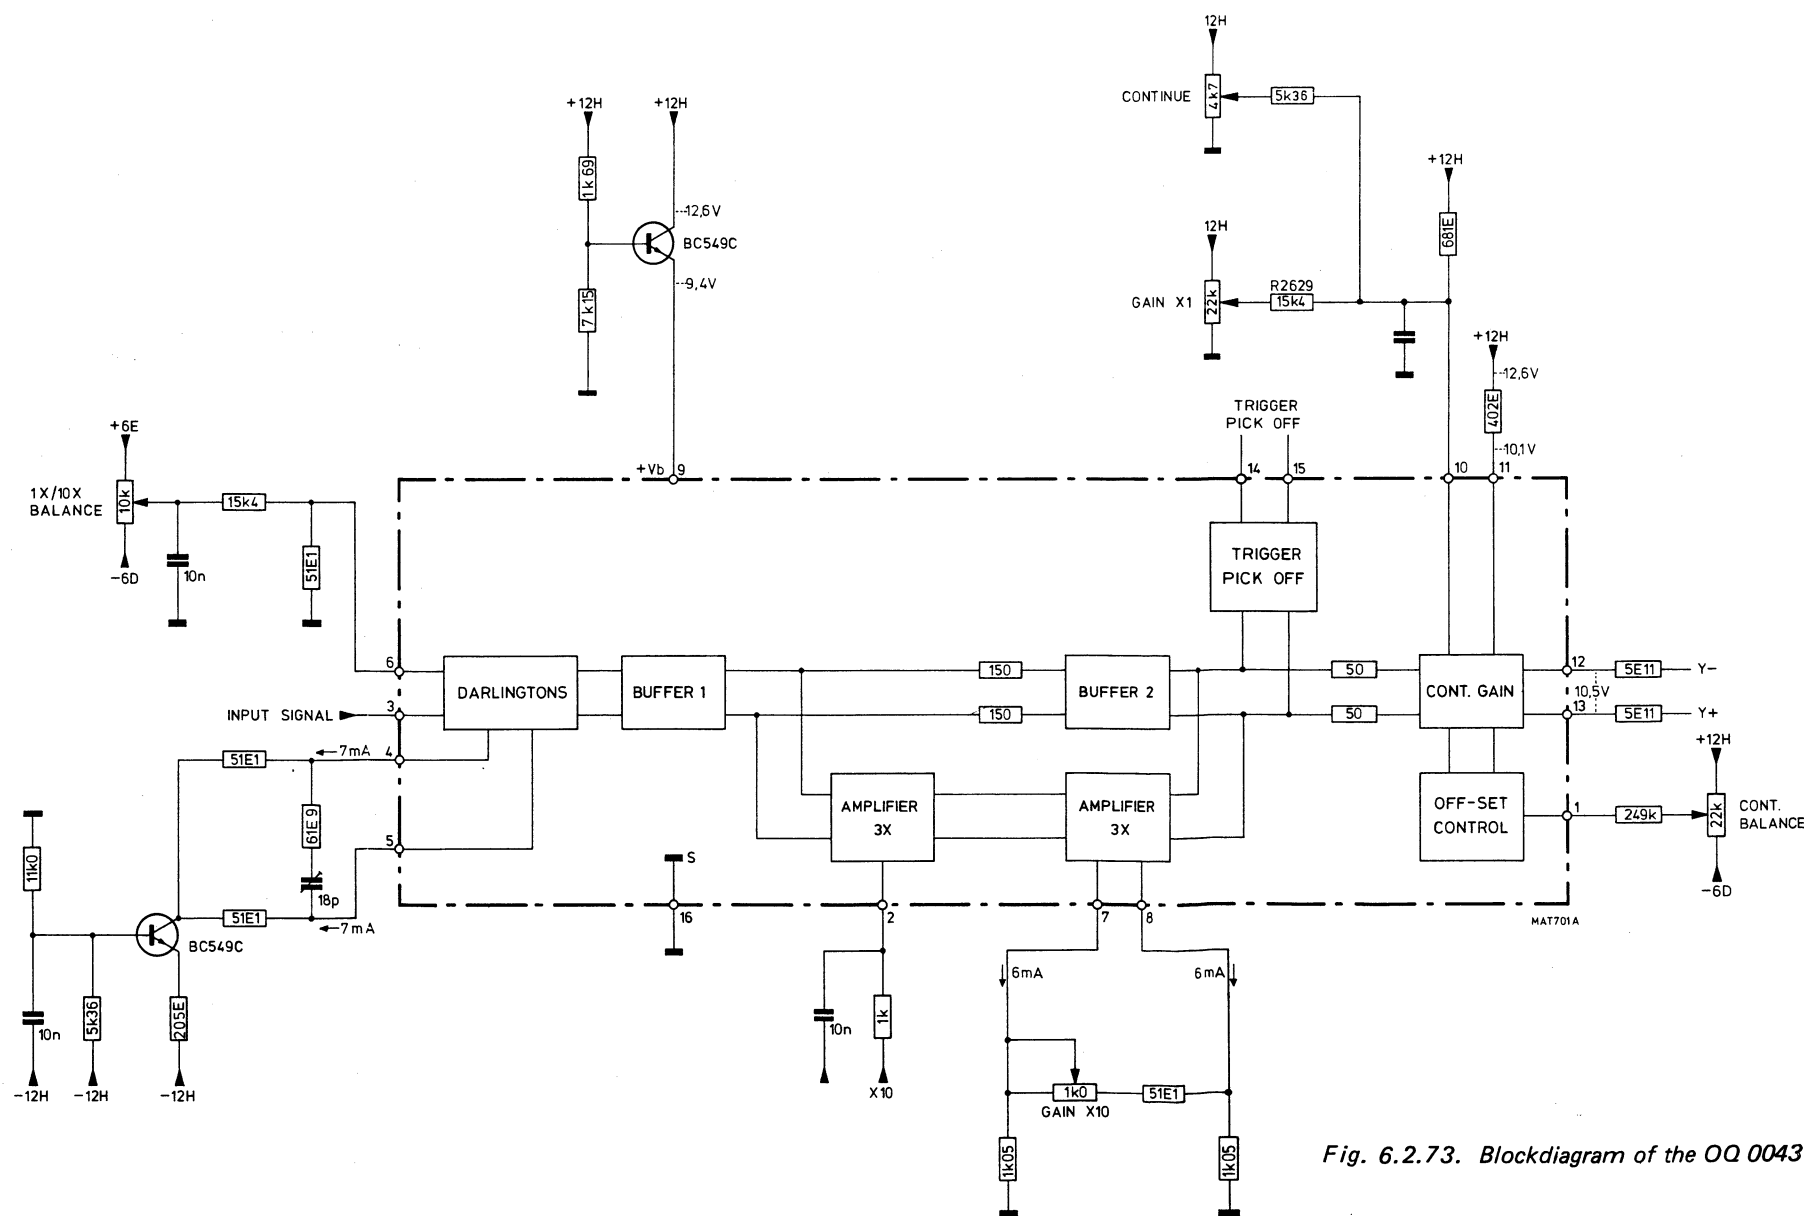 12H
CONTINUE
4k7
5k36
+12H
+12H
+12H
1k69
---12,6V
BC549C
---9,4V
7k15
681E
12H
GAIN X1
22k
R2629
15k4
+12H
---12,6V
402E
---10,1V
TRIGGER
PICK OFF
+6E
1X/10X
BALANCE
10k
15k4
51E1
10n
-6D
+Vb
9
14
15
10
11
TRIGGER
PICK OFF
6
DARLINGTONS
BUFFER 1
150
BUFFER 2
50
CONT. GAIN
12
5E11
Y-
10,5V
INPUT SIGNAL
3
150
50
13
5E11
Y+
51E1
←7mA
4
+12H
61E9
AMPLIFIER
3X
AMPLIFIER
3X
OFF-SET
CONTROL
1
249k
22k
CONT.
BALANCE
-6D
5
11k0
18p
S
51E1
←7mA
16
2
7
8
MAT701A
BC549C
10n
5k36
205E
-12H
-12H
-12H
10n
1k
X10
6mA
6mA
1k0
51E1
GAIN X10
1k05
1k05
Fig. 6.2.73. Blockdiagram of the OQ 0043